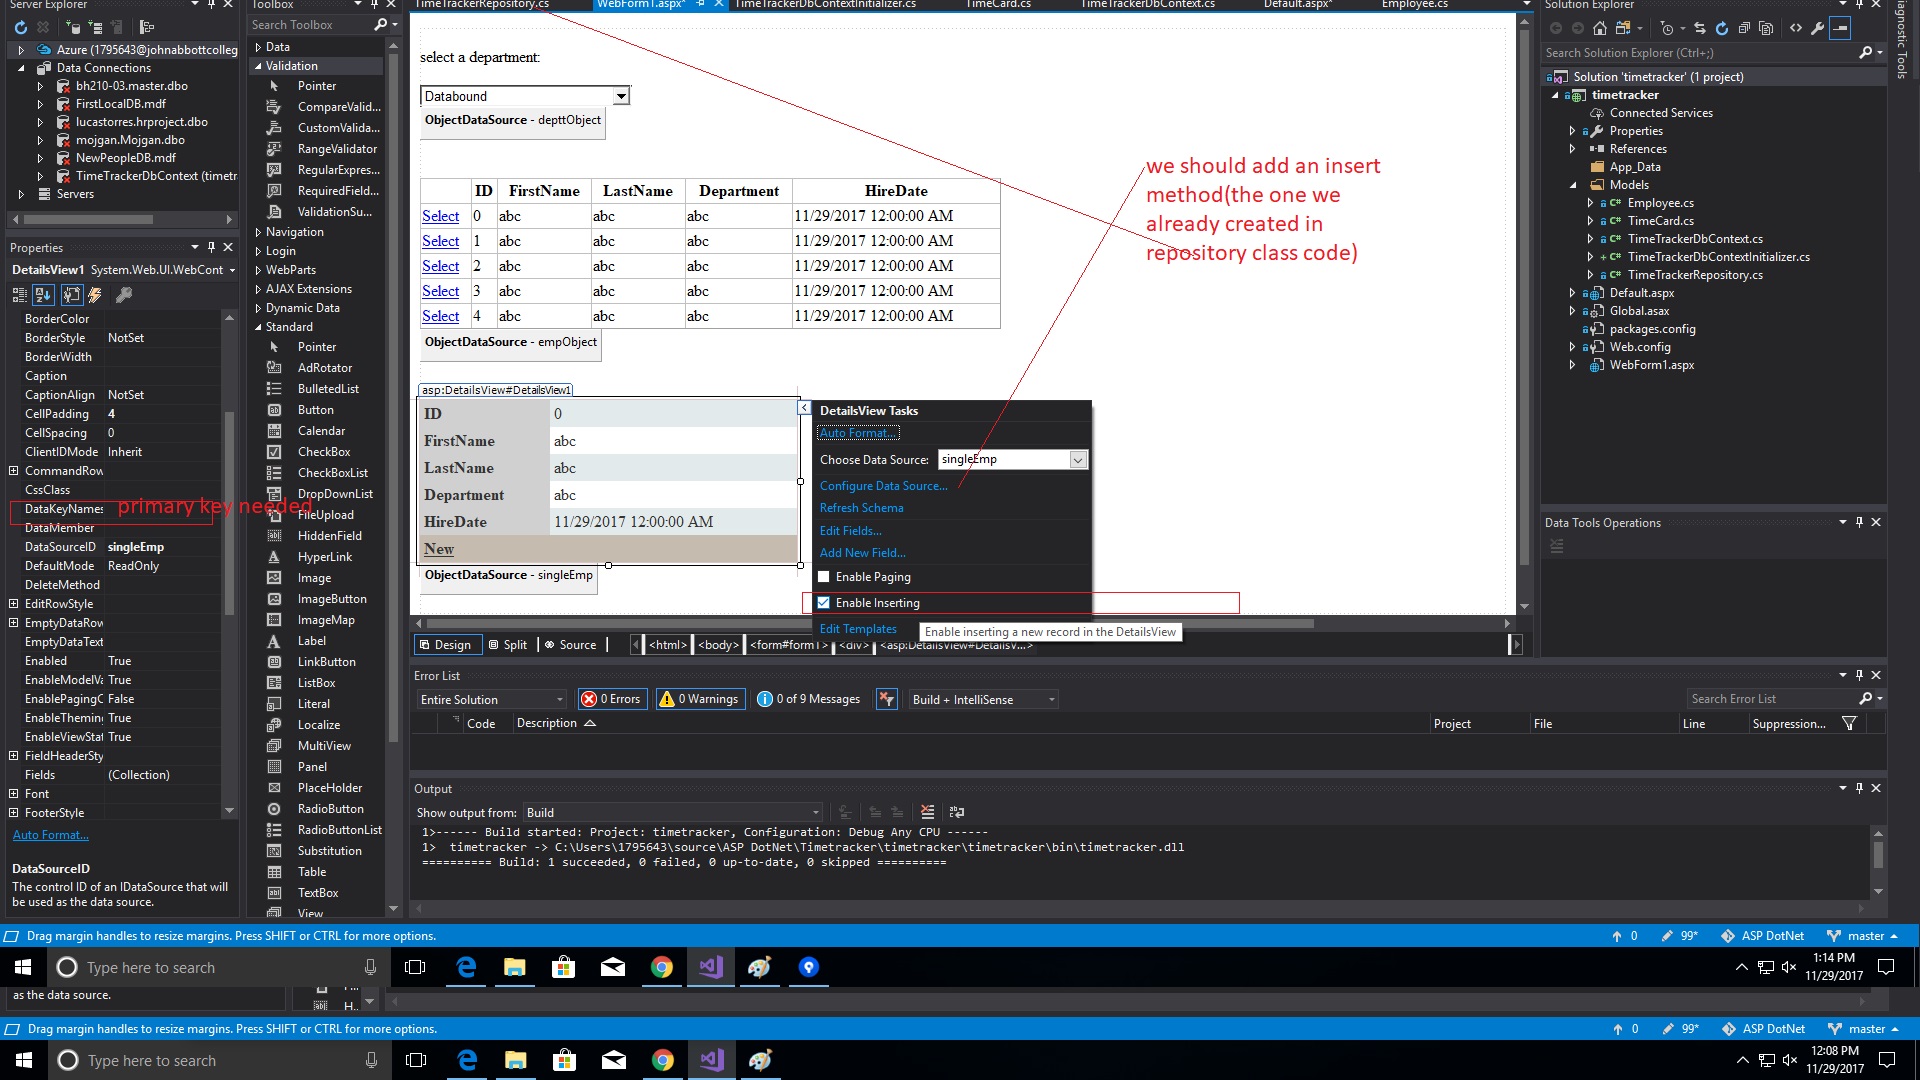 Server Explorer
Azure (1795643@johnabbottcolleg
Data Connections
bh210-03.master.dbo
FirstLocalDB.mdf
lucastorres.hrproject.dbo
mojgan.Mojgan.dbo
NewPeopleDB.mdf
TimeTrackerDbContext (timetr
Servers
Properties
DetailsView1 System.Web.UI.WebCont
BorderColor
BorderStyle NotSet
BorderWidth
Caption
CaptionAlign NotSet
CellPadding 4
CellSpacing 0
ClientIDMode Inherit
CommandRow
CssClass
DataKeyNames
primary key needed
DataMember
DataSourceID singleEmp
DefaultMode ReadOnly
DeleteMethod
EditRowStyle
EmptyDataRow
EmptyDataText
Enabled True
EnableModelVa True
EnablePagingC False
EnableTheming True
EnableViewStat True
FieldHeaderSty
Fields (Collection)
Font
FooterStyle
Auto Format...
DataSourceID
The control ID of an IDataSource that will
be used as the data source.
Toolbox
Search Toolbox
Data
Validation
Pointer
CompareValid...
CustomValida...
RangeValidator
RegularExpres...
RequiredField...
ValidationSu...
Navigation
Login
WebParts
AJAX Extensions
Dynamic Data
Standard
Pointer
AdRotator
BulletedList
Button
Calendar
CheckBox
CheckBoxList
DropDownList
FileUpload
HiddenField
HyperLink
Image
ImageButton
ImageMap
Label
LinkButton
ListBox
Literal
Localize
MultiView
Panel
PlaceHolder
RadioButton
RadioButtonList
Substitution
Table
TextBox
View
TimeTrackerRepository.cs WebForm1.aspx* TimeTrackerDbContextInitializer.cs TimeCard.cs TimeTrackerDbContext.cs Default.aspx* Employee.cs
select a department:
Databound
ObjectDataSource - depttObject
ID FirstName LastName Department HireDate
Select 0 abc abc abc 11/29/2017 12:00:00 AM
Select 1 abc abc abc 11/29/2017 12:00:00 AM
Select 2 abc abc abc 11/29/2017 12:00:00 AM
Select 3 abc abc abc 11/29/2017 12:00:00 AM
Select 4 abc abc abc 11/29/2017 12:00:00 AM
ObjectDataSource - empObject
we should add an insert
method(the one we
already created in
repository class code)
asp:DetailsView#DetailsView1
ID 0
FirstName abc
LastName abc
Department abc
HireDate 11/29/2017 12:00:00 AM
New
ObjectDataSource - singleEmp
DetailsView Tasks
Auto Format...
Choose Data Source: singleEmp
Configure Data Source...
Refresh Schema
Edit Fields...
Add New Field...
Enable Paging
Enable Inserting
Edit Templates
Enable inserting a new record in the DetailsView
Design Split Source <html> <body> <form#form1> <div> <asp:DetailsView#DetailsV...>
Error List
Entire Solution 0 Errors 0 Warnings 0 of 9 Messages Build + IntelliSense Search Error List
Code Description Project File Line Suppression...
Output
Show output from: Build
1>------ Build started: Project: timetracker, Configuration: Debug Any CPU ------
1> timetracker -> C:\Users\1795643\source\ASP DotNet\Timetracker\timetracker\timetracker\bin\timetracker.dll
========== Build: 1 succeeded, 0 failed, 0 up-to-date, 0 skipped ==========
Solution Explorer
Search Solution Explorer (Ctrl+;)
Solution 'timetracker' (1 project)
timetracker
Connected Services
Properties
References
App_Data
Models
Employee.cs
TimeCard.cs
TimeTrackerDbContext.cs
TimeTrackerDbContextInitializer.cs
TimeTrackerRepository.cs
Default.aspx
Global.asax
packages.config
Web.config
WebForm1.aspx
Data Tools Operations
Diagnostic Tools
Drag margin handles to resize margins. Press SHIFT or CTRL for more options. 0 99* ASP DotNet master
Type here to search
1:14 PM
11/29/2017
as the data source.
Drag margin handles to resize margins. Press SHIFT or CTRL for more options. 0 99* ASP DotNet master
Type here to search
12:08 PM
11/29/2017